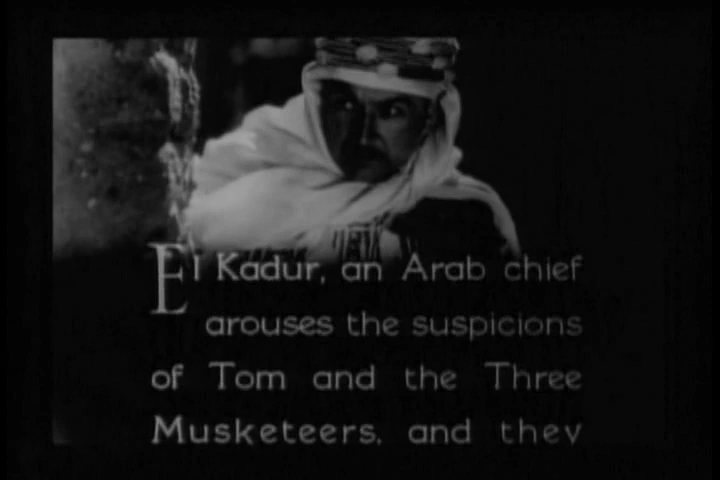 El Kadur, an Arab chief
arouses the suspicions
of Tom and the Three
Musketeers, and they